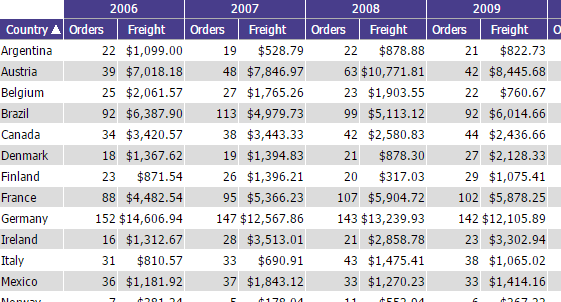 2006 2007 2008 2009
Country ▲ Orders Freight Orders Freight Orders Freight Orders Freight O
Argentina 22 $1,099.00 19 $528.79 22 $878.88 21 $822.73
Austria 39 $7,018.18 48 $7,846.97 63 $10,771.81 42 $8,445.68
Belgium 25 $2,061.57 27 $1,765.26 23 $1,903.55 22 $760.67
Brazil 92 $6,387.90 113 $4,979.73 99 $5,113.12 92 $6,014.66
Canada 34 $3,420.57 38 $3,443.33 42 $2,580.83 44 $2,436.66
Denmark 18 $1,367.62 19 $1,394.83 21 $878.30 27 $2,128.33
Finland 23 $871.54 26 $1,396.21 20 $317.03 29 $1,075.41
France 88 $4,482.54 95 $5,366.23 107 $5,904.72 102 $5,878.25
Germany 152 $14,606.94 147 $12,567.86 143 $13,239.93 142 $12,105.89
Ireland 16 $1,312.67 28 $3,513.01 21 $2,858.78 23 $3,302.94
Italy 31 $810.57 33 $690.91 43 $1,475.41 38 $1,065.02
Mexico 36 $1,181.92 37 $1,843.12 33 $1,270.23 33 $1,414.16
Norway 7 5 11 6